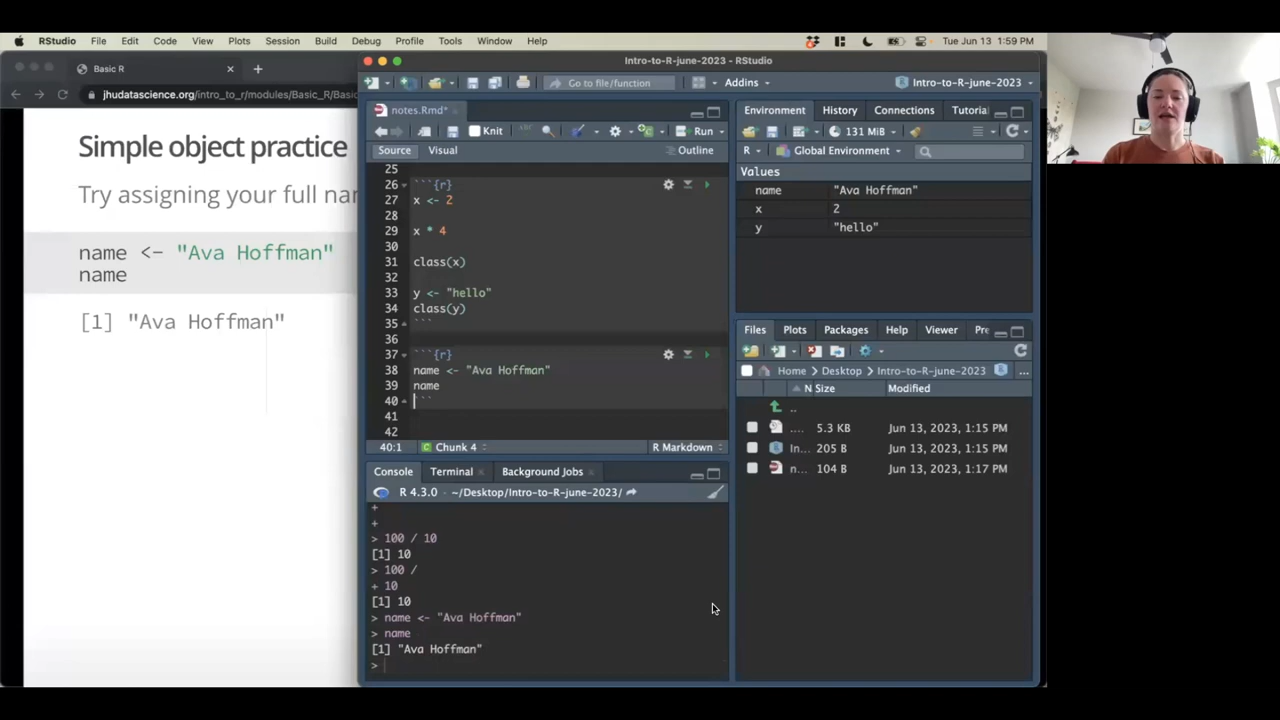 RStudio File Edit Code View Plots Session Build Debug Profile Tools Window Help Tue Jun 13 1:59 PM
Basic R
jhudatascience.org/intro_to_r/modules/Basic_R/Basi
Simple object practice
Try assigning your full nar
name <- "Ava Hoffman"
name
[1] "Ava Hoffman"
Intro-to-R-june-2023 - RStudio
Go to file/function Addins Intro-to-R-june-2023
notes.Rmd*
Knit ABC Run
Source Visual Outline
25
26 ```{r}
27 x <- 2
28
29 x * 4
30
31 class(x)
32
33 y <- "hello"
34 class(y)
35 ```
36
37 ```{r}
38 name <- "Ava Hoffman"
39 name
40 ```
41
42
40:1 Chunk 4 R Markdown
Console Terminal Background Jobs
R 4.3.0 · ~/Desktop/Intro-to-R-june-2023/
+
+
> 100 / 10
[1] 10
> 100 /
+ 10
[1] 10
> name <- "Ava Hoffman"
> name
[1] "Ava Hoffman"
>
Environment History Connections Tutoria
131 MiB
R Global Environment
Values
name "Ava Hoffman"
x 2
y "hello"
Files Plots Packages Help Viewer Pre
Home Desktop Intro-to-R-june-2023 ...
N Size Modified
..
.... 5.3 KB Jun 13, 2023, 1:15 PM
In... 205 B Jun 13, 2023, 1:15 PM
n... 104 B Jun 13, 2023, 1:17 PM